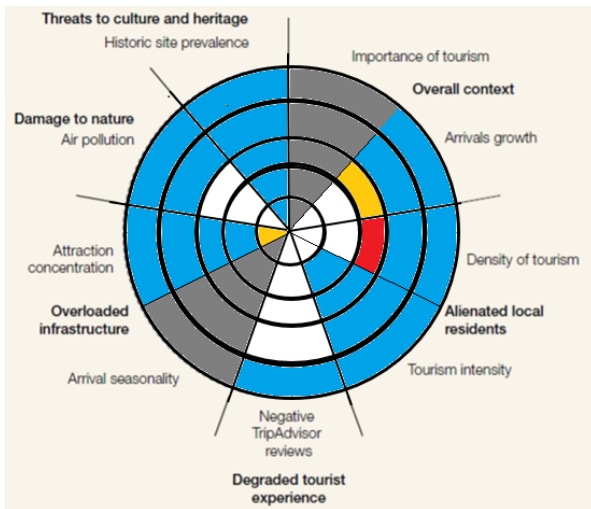 Threats to culture and heritage
Historic site prevalence
Importance of tourism
Overall context
Damage to nature
Air pollution
Arrivals growth
Attraction
concentration
Density of tourism
Overloaded
infrastructure
Alienated local
residents
Arrival seasonality
Tourism intensity
Negative
TripAdvisor
reviews
Degraded tourist
experience